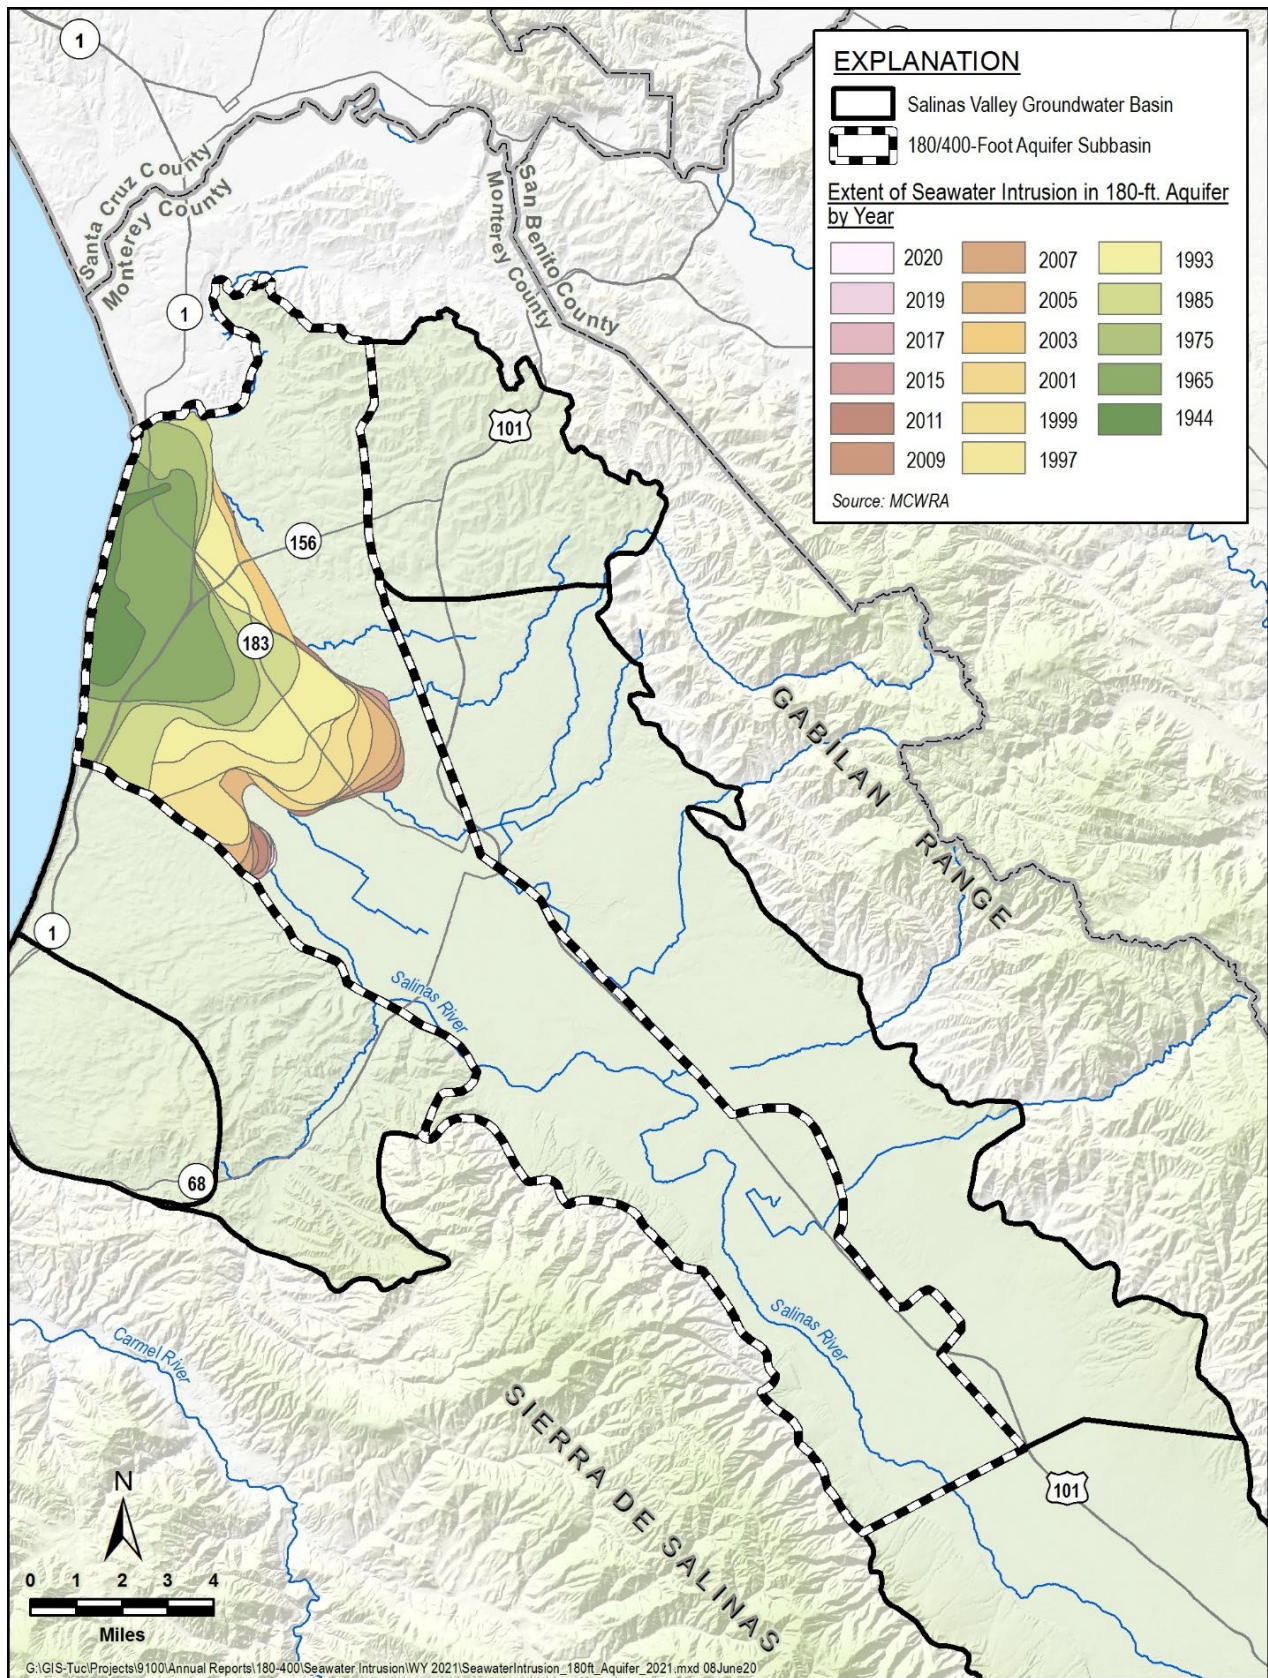 1
EXPLANATION
Salinas Valley Groundwater Basin
180/400-Foot Aquifer Subbasin
Extent of Seawater Intrusion in 180-ft. Aquifer
by Year
2020
2019
2017
2015
2011
2009
2007
2005
2003
2001
1999
1997
1993
1985
1975
1965
1944
Source: MCWRA
Santa Cruz County
Monterey County
San Benito County
Monterey County
1
101
156
183
GABILAN RANGE
1
Salinas River
68
Salinas River
Carmel River
SIERRA DE SALINAS
101
N
0 1 2 3 4
Miles
G:\GIS-Tuc\Projects\9100\Annual Reports\180-400\Seawater Intrusion\WY 2021\SeawaterIntrusion_180ft_Aquifer_2021.mxd 08June20